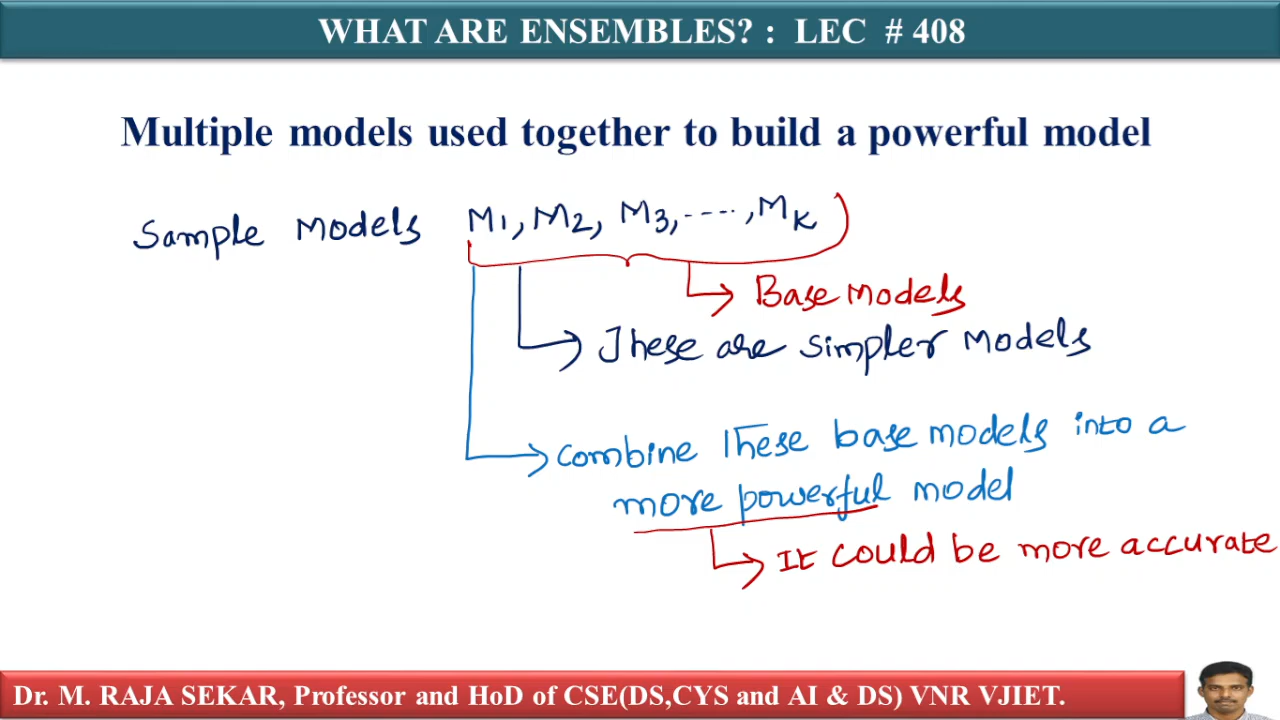 WHAT ARE ENSEMBLES? : LEC # 408
Multiple models used together to build a powerful model
Sample Models M1, M2, M3, ----, MK
Base Models
These are simpler Models
combine These base models into a
more powerful model
It could be more accurate
Dr. M. RAJA SEKAR, Professor and HoD of CSE(DS,CYS and AI & DS) VNR VJIET.